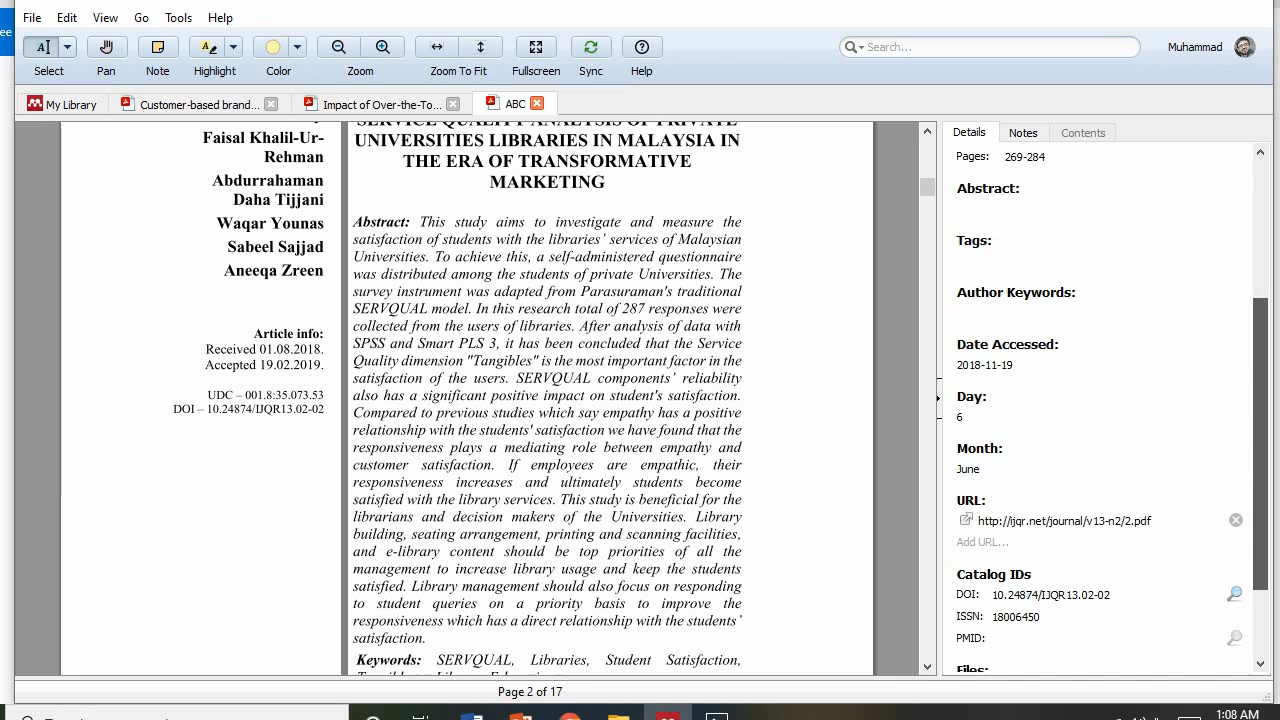 File Edit View Go Tools Help
Search...
Muhammad
Select Pan Note Highlight Color Zoom Zoom To Fit Fullscreen Sync Help
My Library Customer-based brand... Impact of Over-the-To... ABC
Faisal Khalil-Ur-
Rehman
Abdurrahaman
Daha Tijjani
Waqar Younas
Sabeel Sajjad
Aneeqa Zreen
Article info:
Received 01.08.2018.
Accepted 19.02.2019.
UDC – 001.8:35.073.53
DOI – 10.24874/IJQR13.02-02
SERVICE QUALITY ANALYSIS OF PRIVATE
UNIVERSITIES LIBRARIES IN MALAYSIA IN
THE ERA OF TRANSFORMATIVE
MARKETING
Abstract: This study aims to investigate and measure the
satisfaction of students with the libraries’ services of Malaysian
Universities. To achieve this, a self-administered questionnaire
was distributed among the students of private Universities. The
survey instrument was adapted from Parasuraman's traditional
SERVQUAL model. In this research total of 287 responses were
collected from the users of libraries. After analysis of data with
SPSS and Smart PLS 3, it has been concluded that the Service
Quality dimension "Tangibles" is the most important factor in the
satisfaction of the users. SERVQUAL components’ reliability
also has a significant positive impact on student's satisfaction.
Compared to previous studies which say empathy has a positive
relationship with the students' satisfaction we have found that the
responsiveness plays a mediating role between empathy and
customer satisfaction. If employees are empathic, their
responsiveness increases and ultimately students become
satisfied with the library services. This study is beneficial for the
librarians and decision makers of the Universities. Library
building, seating arrangement, printing and scanning facilities,
and e-library content should be top priorities of all the
management to increase library usage and keep the students
satisfied. Library management should also focus on responding
to student queries on a priority basis to improve the
responsiveness which has a direct relationship with the students’
satisfaction.
Keywords: SERVQUAL, Libraries, Student Satisfaction,
Page 2 of 17
Details Notes Contents
Pages: 269-284
Abstract:
Tags:
Author Keywords:
Date Accessed:
2018-11-19
Day:
6
Month:
June
URL:
http://ijqr.net/journal/v13-n2/2.pdf
Add URL...
Catalog IDs
DOI: 10.24874/IJQR13.02-02
ISSN: 18006450
PMID:
Files:
1:08 AM